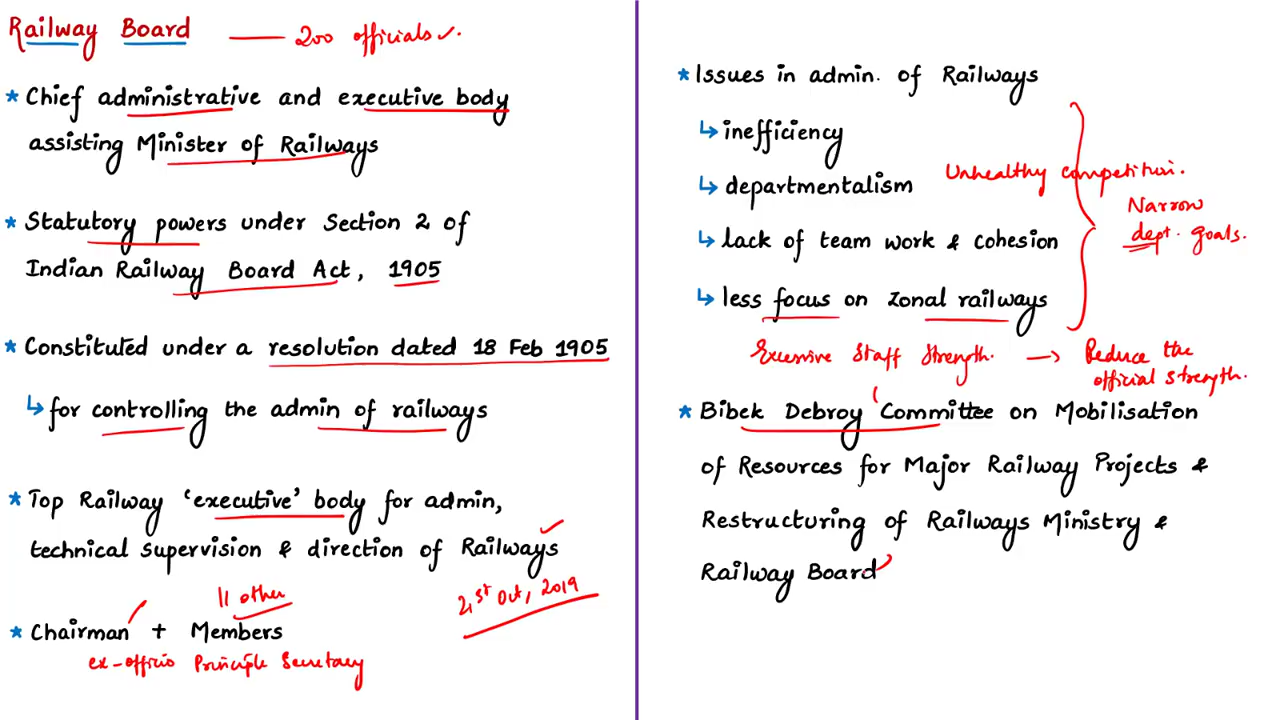 Railway Board — 200 officials ✓.
* Chief administrative and executive body
assisting Minister of Railways
* Statutory powers under Section 2 of
Indian Railway Board Act, 1905
* Constituted under a resolution dated 18 Feb 1905
↳ for controlling the admin of railways
* Top Railway ‘executive’ body for admin,
technical supervision & direction of Railways
11 other
21st Oct, 2019
* Chairman + Members
ex-officio Principle Secretary
* Issues in admin. of Railways
↳ inefficiency
Unhealthy competition.
↳ departmentalism
Narrow
dept. goals.
↳ lack of team work & cohesion
↳ less focus on zonal railways
Excessive Staff Strength. → Reduce the
official strength.
* Bibek Debroy Committee on Mobilisation
of Resources for Major Railway Projects &
Restructuring of Railways Ministry &
Railway Board